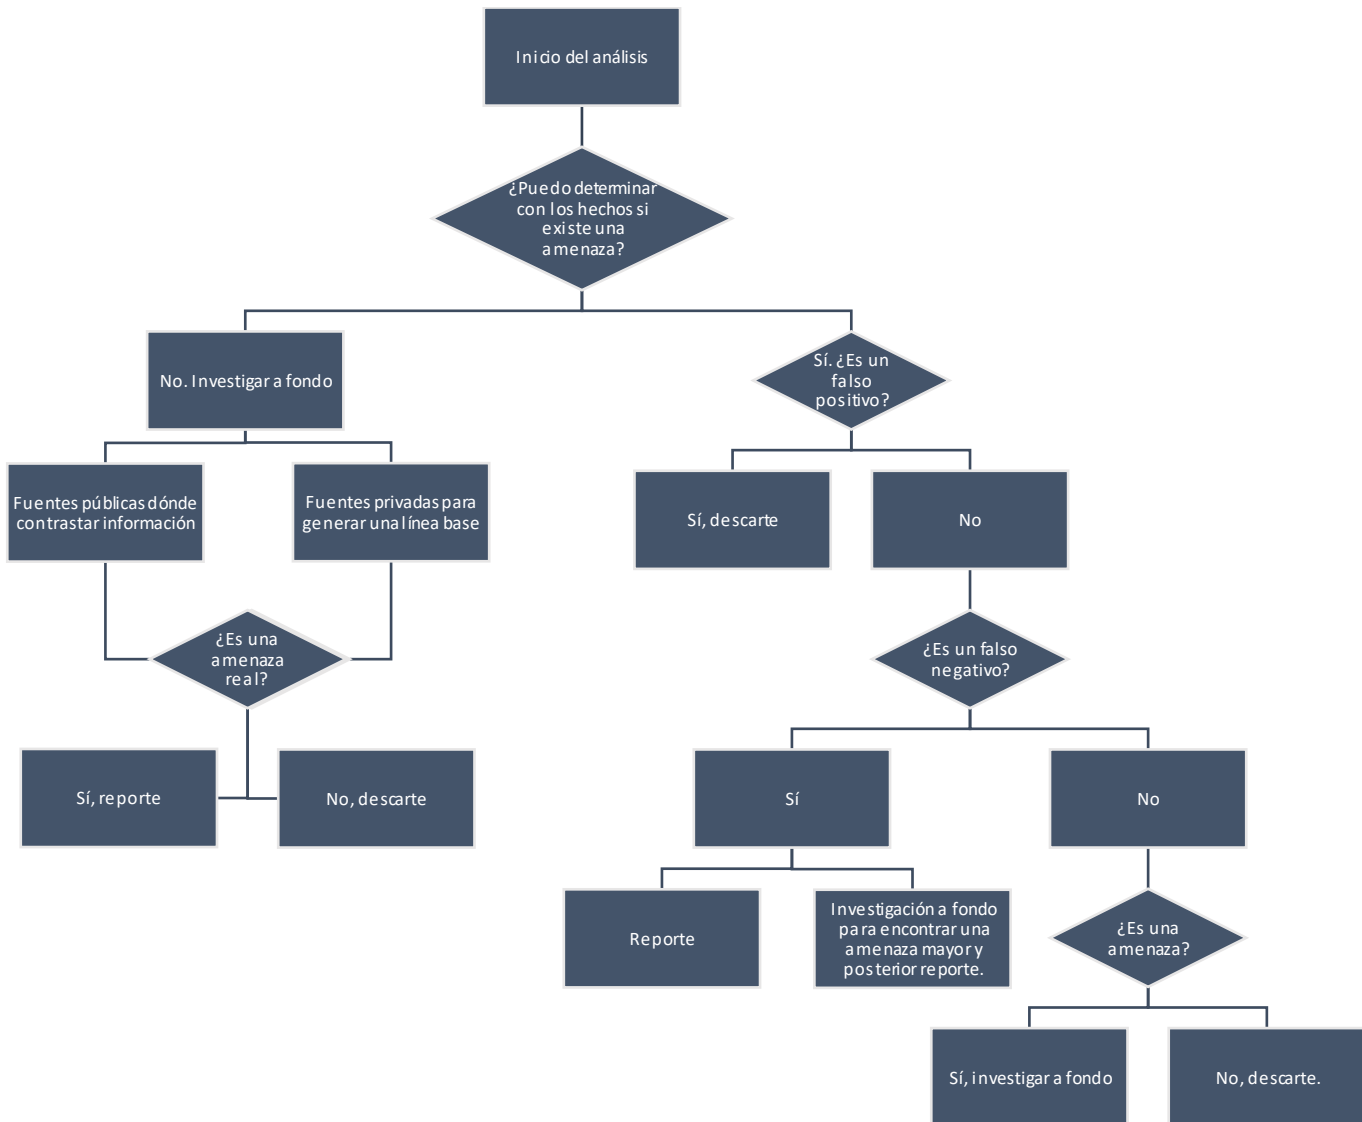 Inicio del análisis
¿Puedo determinar
con los hechos si
existe una
amenaza?
No. Investigar a fondo
Sí. ¿Es un
falso
positivo?
Fuentes públicas dónde
contrastar información
Fuentes privadas para
generar una línea base
Sí, descarte
No
¿Es una
amenaza
real?
¿Es un falso
negativo?
Sí, reporte
No, descarte
Sí
No
Reporte
Investigación a fondo
para encontrar una
amenaza mayor y
posterior reporte.
¿Es una
amenaza?
Sí, investigar a fondo
No, descarte.